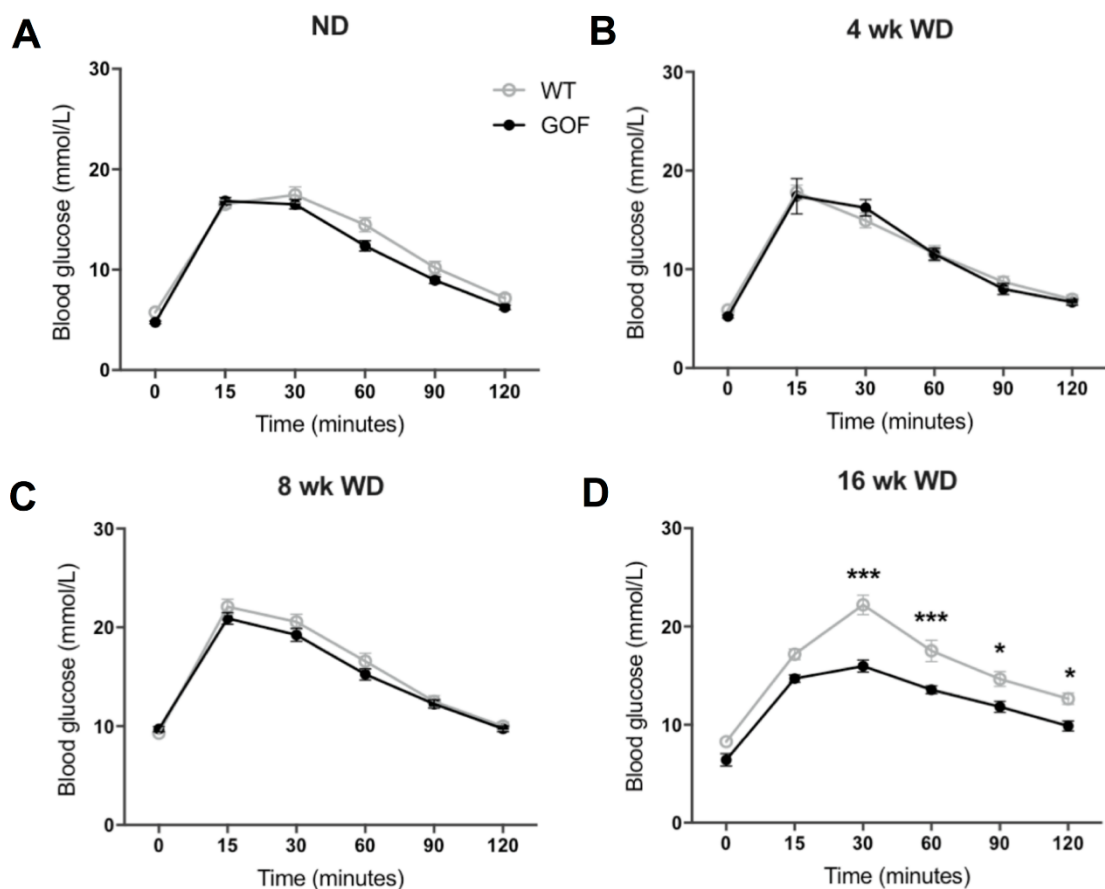 A
ND
30
20
10
0
Blood glucose (mmol/L)
WT
GOF
0 15 30 60 90 120
Time (minutes)
B
4 wk WD
30
20
10
0
Blood glucose (mmol/L)
0 15 30 60 90 120
Time (minutes)
C
8 wk WD
30
20
10
0
Blood glucose (mmol/L)
0 15 30 60 90 120
Time (minutes)
D
16 wk WD
30
20
10
0
Blood glucose (mmol/L)
***
***
*
*
0 15 30 60 90 120
Time (minutes)